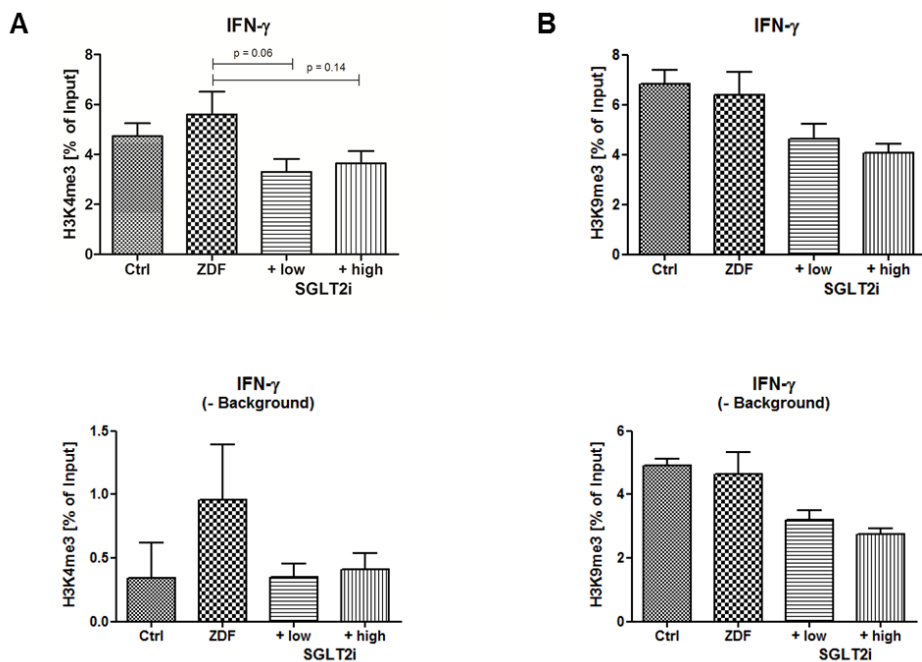 A
IFN-γ
H3K4me3 [% of Input]
8
6
4
2
0
p = 0.06
p = 0.14
Ctrl
ZDF
+ low
+ high
SGLT2i
B
IFN-γ
H3K9me3 [% of Input]
8
6
4
2
0
Ctrl
ZDF
+ low
+ high
SGLT2i
IFN-γ
(- Background)
H3K4me3 [% of Input]
1.5
1.0
0.5
0.0
Ctrl
ZDF
+ low
+ high
SGLT2i
IFN-γ
(- Background)
H3K9me3 [% of Input]
6
4
2
0
Ctrl
ZDF
+ low
+ high
SGLT2i